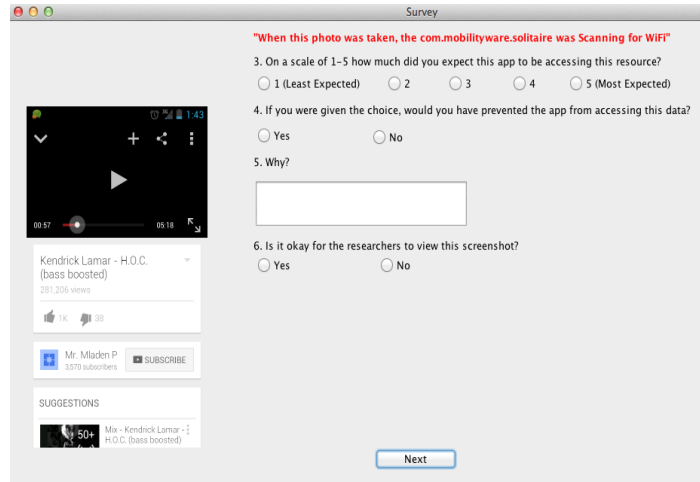 Survey
"When this photo was taken, the com.mobilityware.solitaire was Scanning for WiFi"
3. On a scale of 1-5 how much did you expect this app to be accessing this resource?
1 (Least Expected) 2 3 4 5 (Most Expected)
4. If you were given the choice, would you have prevented the app from accessing this data?
Yes No
5. Why?
6. Is it okay for the researchers to view this screenshot?
Yes No
Next
1:43
00:57 05:18
Kendrick Lamar - H.O.C.
(bass boosted)
281,206 views
1K 38
Mr. Mladen P
3,570 subscribers
SUBSCRIBE
SUGGESTIONS
50+
Mix - Kendrick Lamar -
H.O.C. (bass boosted)